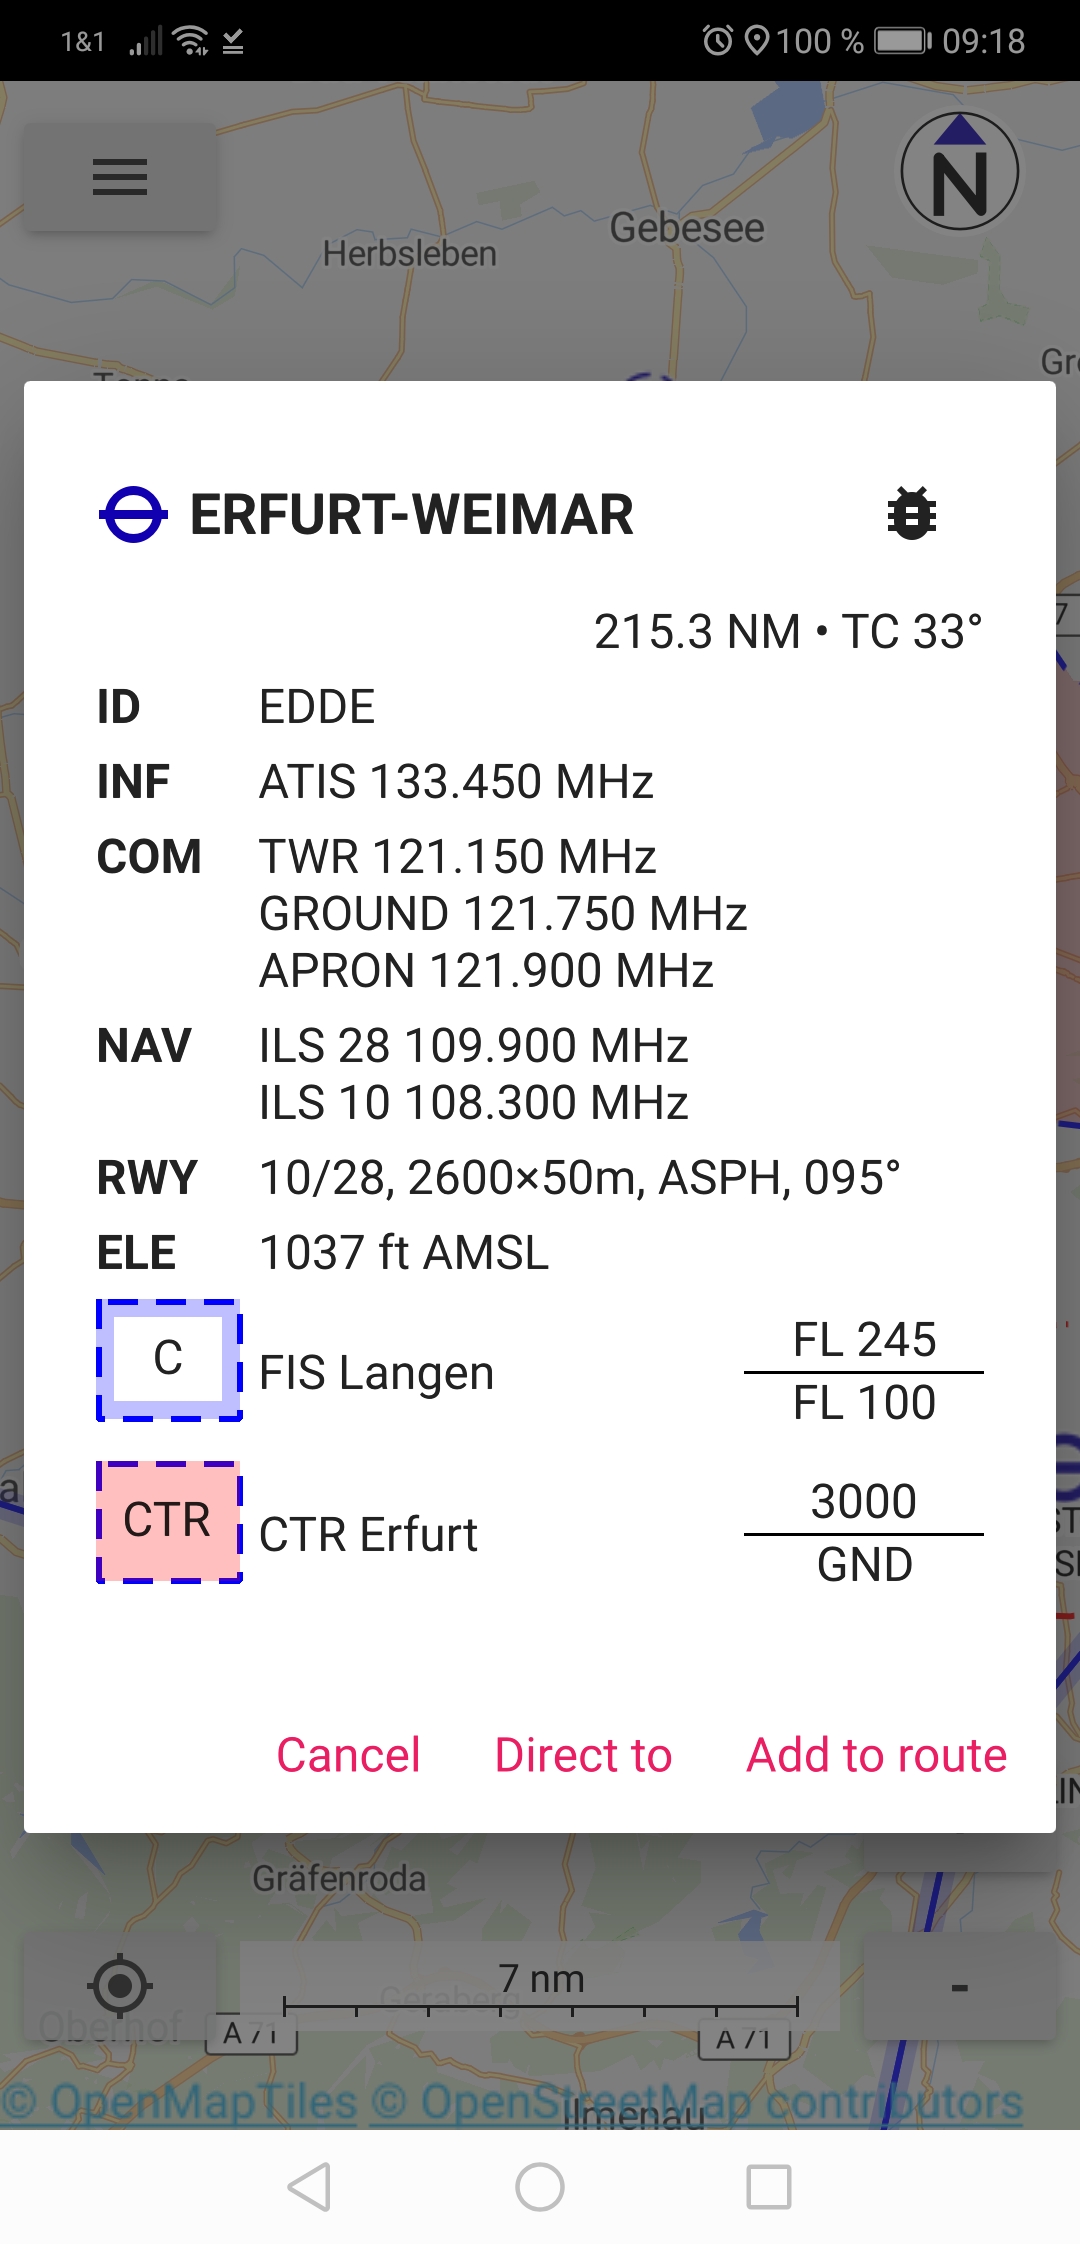 1&1 100 % 09:18
N
Gebesee
Herbsleben
ERFURT-WEIMAR
215.3 NM • TC 33°
ID EDDE
INF ATIS 133.450 MHz
COM TWR 121.150 MHz
GROUND 121.750 MHz
APRON 121.900 MHz
NAV ILS 28 109.900 MHz
ILS 10 108.300 MHz
RWY 10/28, 2600×50m, ASPH, 095°
ELE 1037 ft AMSL
C FIS Langen FL 245
FL 100
CTR CTR Erfurt 3000
GND
Cancel Direct to Add to route
Gräfenroda
7 nm
-
Geraberg
Oberhof A 71 A 71
© OpenMapTiles © OpenStreetMap contributors
Ilmenau